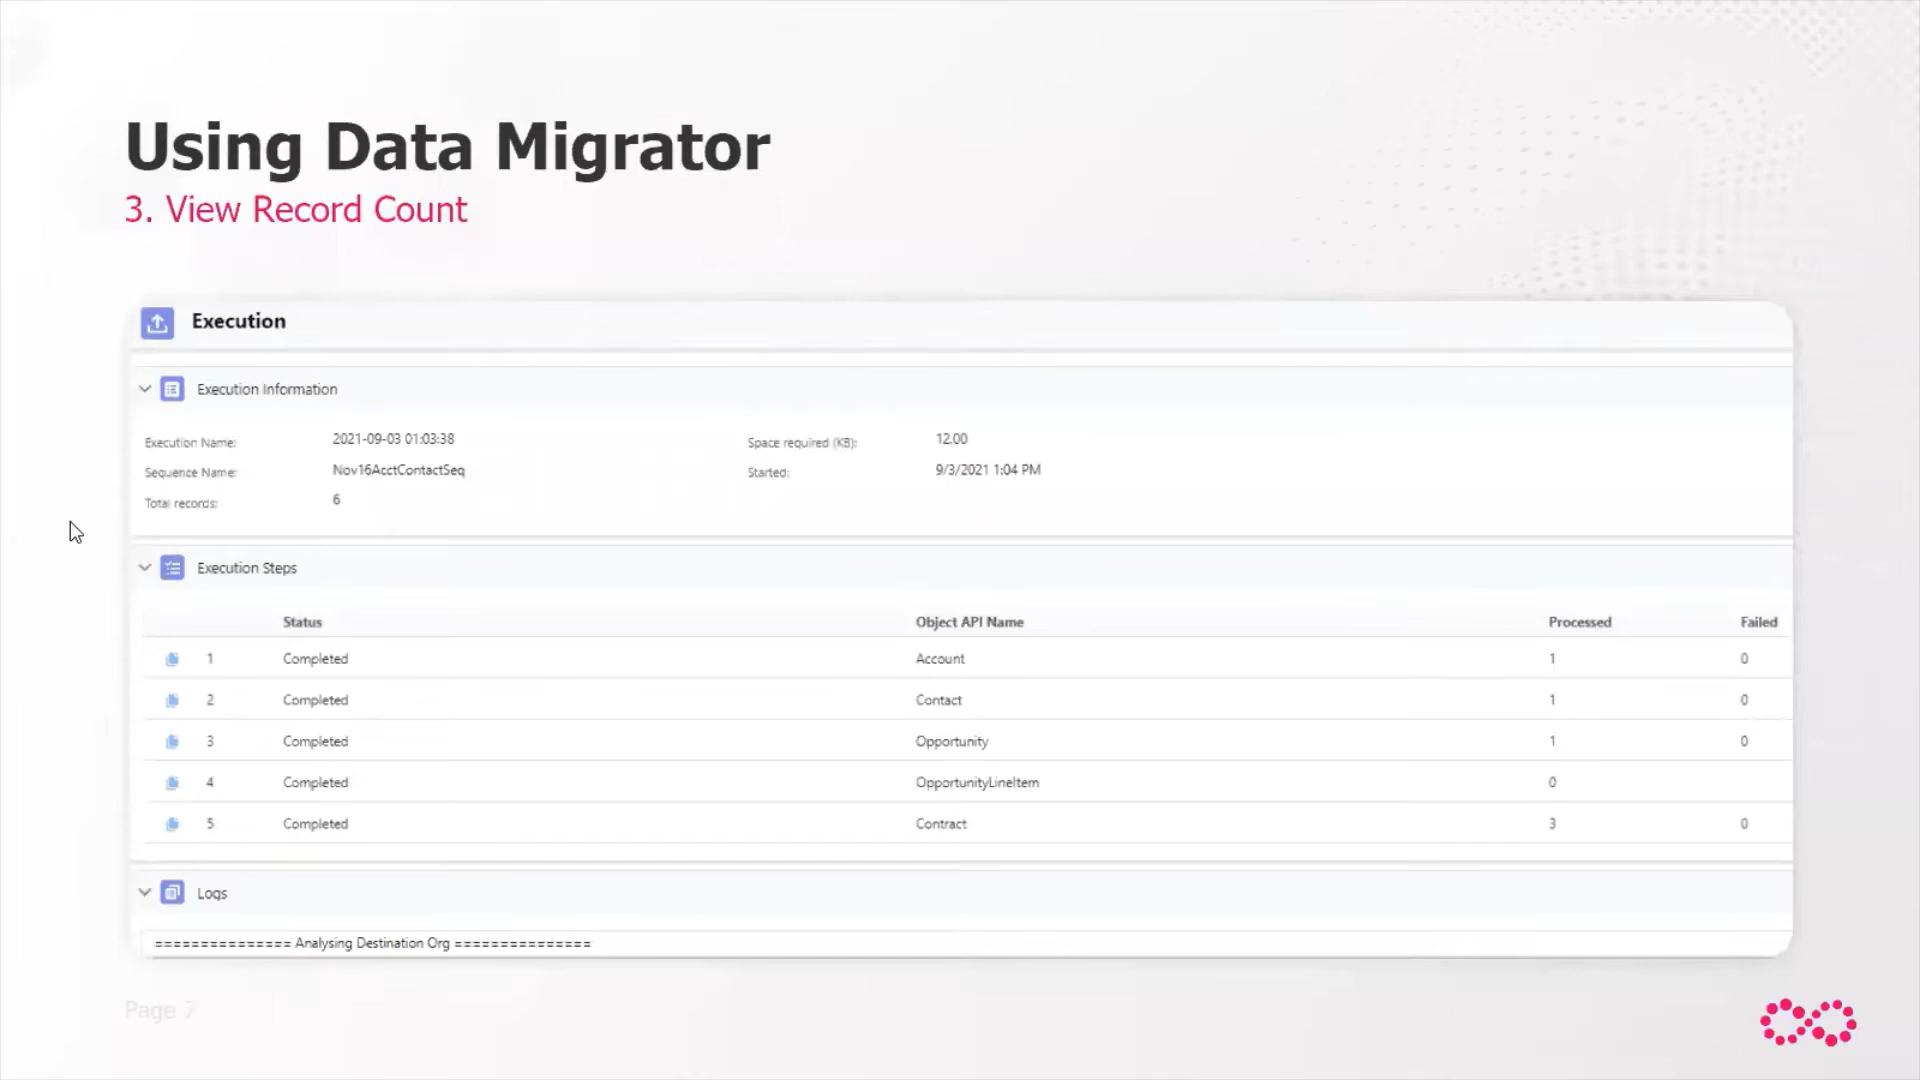 Using Data Migrator
3. View Record Count
Execution
Execution Information
Execution Name: 2021-09-03 01:03:38 Space required (KB): 12.00
Sequence Name: Nov16AcctContactSeq Started: 9/3/2021 1:04 PM
Total records: 6
Execution Steps
Status Object API Name Processed Failed
1 Completed Account 1 0
2 Completed Contact 1 0
3 Completed Opportunity 1 0
4 Completed OpportunityLineItem 0
5 Completed Contract 3 0
Logs
=============== Analysing Destination Org ===============
Page 7